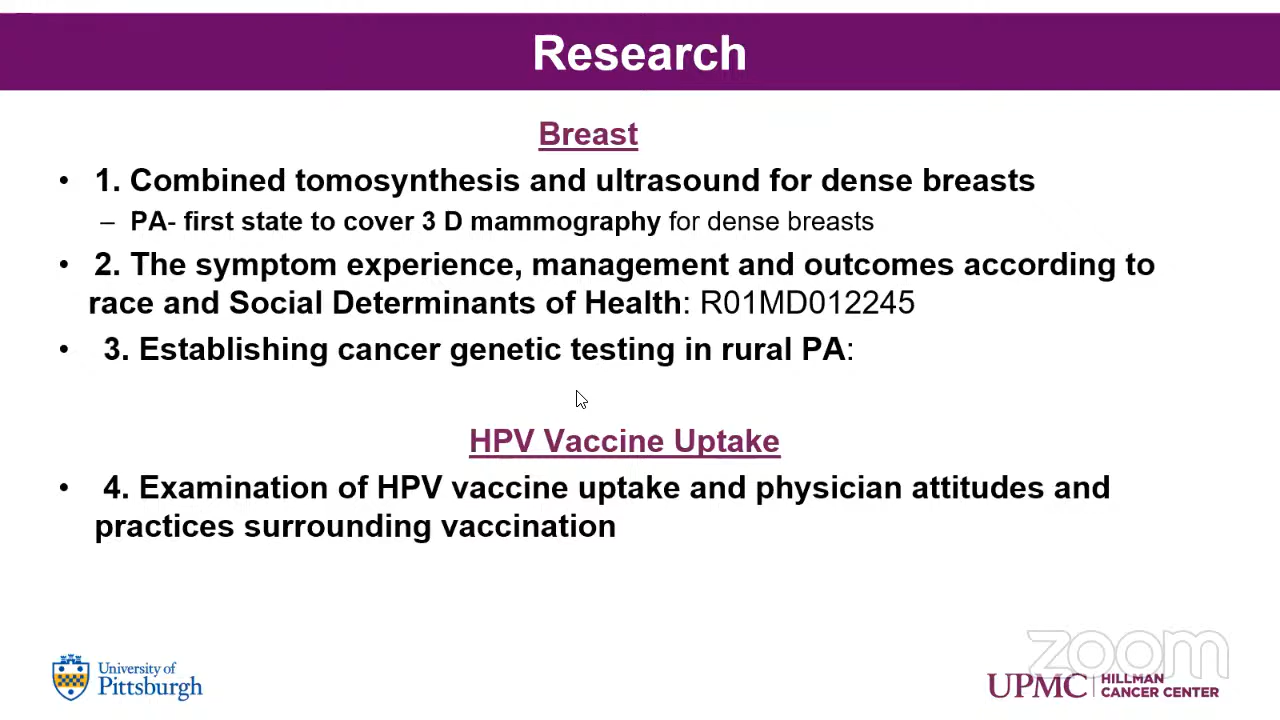 Research
Breast
• 1. Combined tomosynthesis and ultrasound for dense breasts
– PA- first state to cover 3 D mammography for dense breasts
• 2. The symptom experience, management and outcomes according to
race and Social Determinants of Health: R01MD012245
• 3. Establishing cancer genetic testing in rural PA:
HPV Vaccine Uptake
• 4. Examination of HPV vaccine uptake and physician attitudes and
practices surrounding vaccination
University of
Pittsburgh
zoom
UPMC | HILLMAN
CANCER CENTER